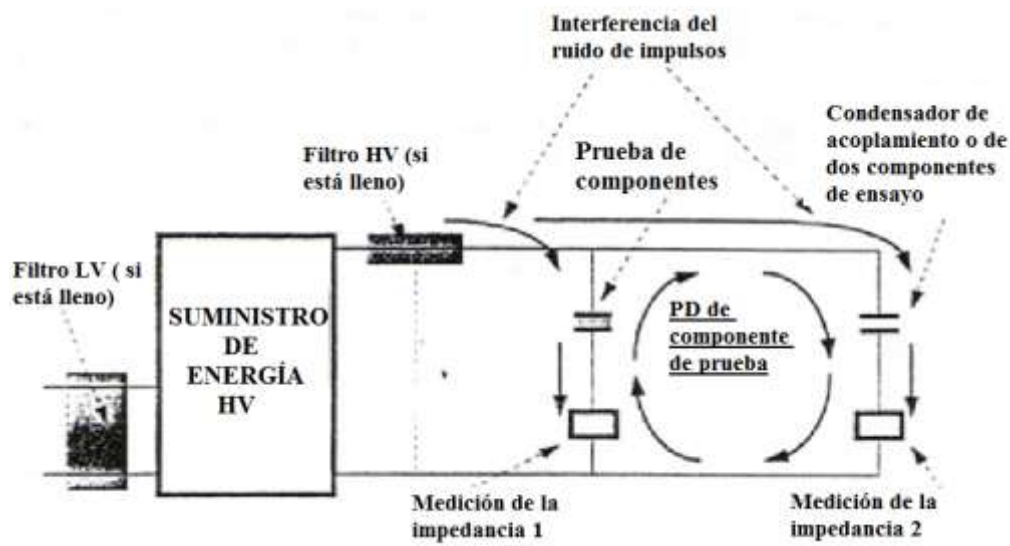 Interferencia del
ruido de impulsos
Condensador de
acoplamiento o de
dos componentes
de ensayo
Filtro HV (si
está lleno)
Prueba de
componentes
Filtro LV ( si
está lleno)
SUMINISTRO
DE
ENERGÍA
HV
PD de
componente
de prueba
Medición de la
impedancia 1
Medición de la
impedancia 2